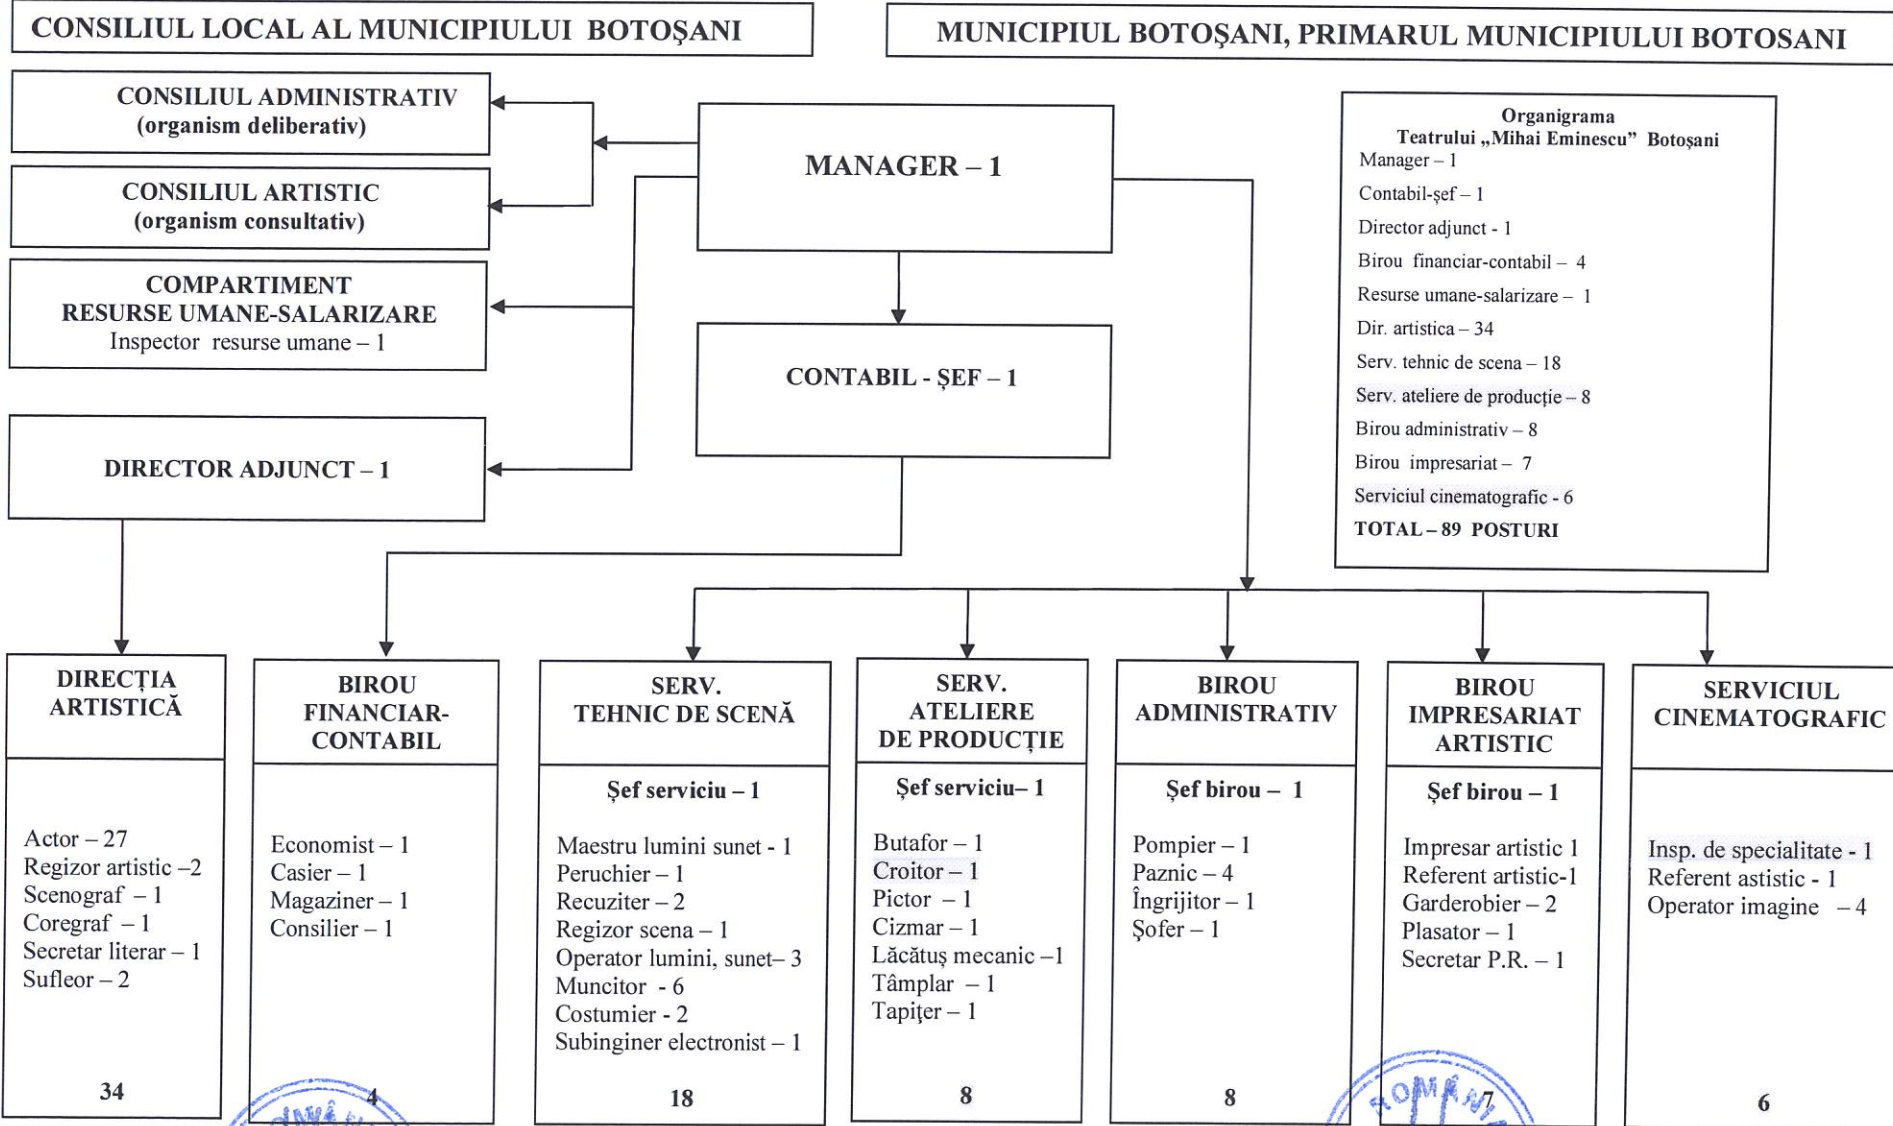 CONSILIUL LOCAL AL MUNICIPIULUI BOTOŞANI
MUNICIPIUL BOTOŞANI, PRIMARUL MUNICIPIULUI BOTOSANI
CONSILIUL ADMINISTRATIV
(organism deliberativ)
CONSILIUL ARTISTIC
(organism consultativ)
COMPARTIMENT
RESURSE UMANE-SALARIZARE
Inspector resurse umane – 1
DIRECTOR ADJUNCT – 1
MANAGER – 1
CONTABIL - ȘEF – 1
Organigrama
Teatrului „Mihai Eminescu” Botoșani
Manager – 1
Contabil-șef – 1
Director adjunct - 1
Birou financiar-contabil – 4
Resurse umane-salarizare – 1
Dir. artistica – 34
Serv. tehnic de scena – 18
Serv. ateliere de producție – 8
Birou administrativ – 8
Birou impresariat – 7
Serviciul cinematografic - 6
TOTAL – 89 POSTURI
DIRECȚIA
ARTISTICĂ
Actor – 27
Regizor artistic –2
Scenograf – 1
Coregraf – 1
Secretar literar – 1
Sufleor – 2
34
BIROU
FINANCIAR-
CONTABIL
Economist – 1
Casier – 1
Magaziner – 1
Consilier – 1
4
SERV.
TEHNIC DE SCENĂ
Șef serviciu – 1
Maestru lumini sunet - 1
Peruchier – 1
Recuziter – 2
Regizor scena – 1
Operator lumini, sunet– 3
Muncitor - 6
Costumier - 2
Subinginer electronist – 1
18
SERV.
ATELIERE
DE PRODUCȚIE
Șef serviciu– 1
Butafor – 1
Croitor – 1
Pictor – 1
Cizmar – 1
Lăcătuș mecanic –1
Tâmplar – 1
Tapițer – 1
8
BIROU
ADMINISTRATIV
Șef birou – 1
Pompier – 1
Paznic – 4
Îngrijitor – 1
Șofer – 1
8
BIROU
IMPRESARIAT
ARTISTIC
Șef birou – 1
Impresar artistic 1
Referent artistic-1
Garderobier – 2
Plasator – 1
Secretar P.R. – 1
7
SERVICIUL
CINEMATOGRAFIC
Insp. de specialitate - 1
Referent astistic - 1
Operator imagine – 4
6